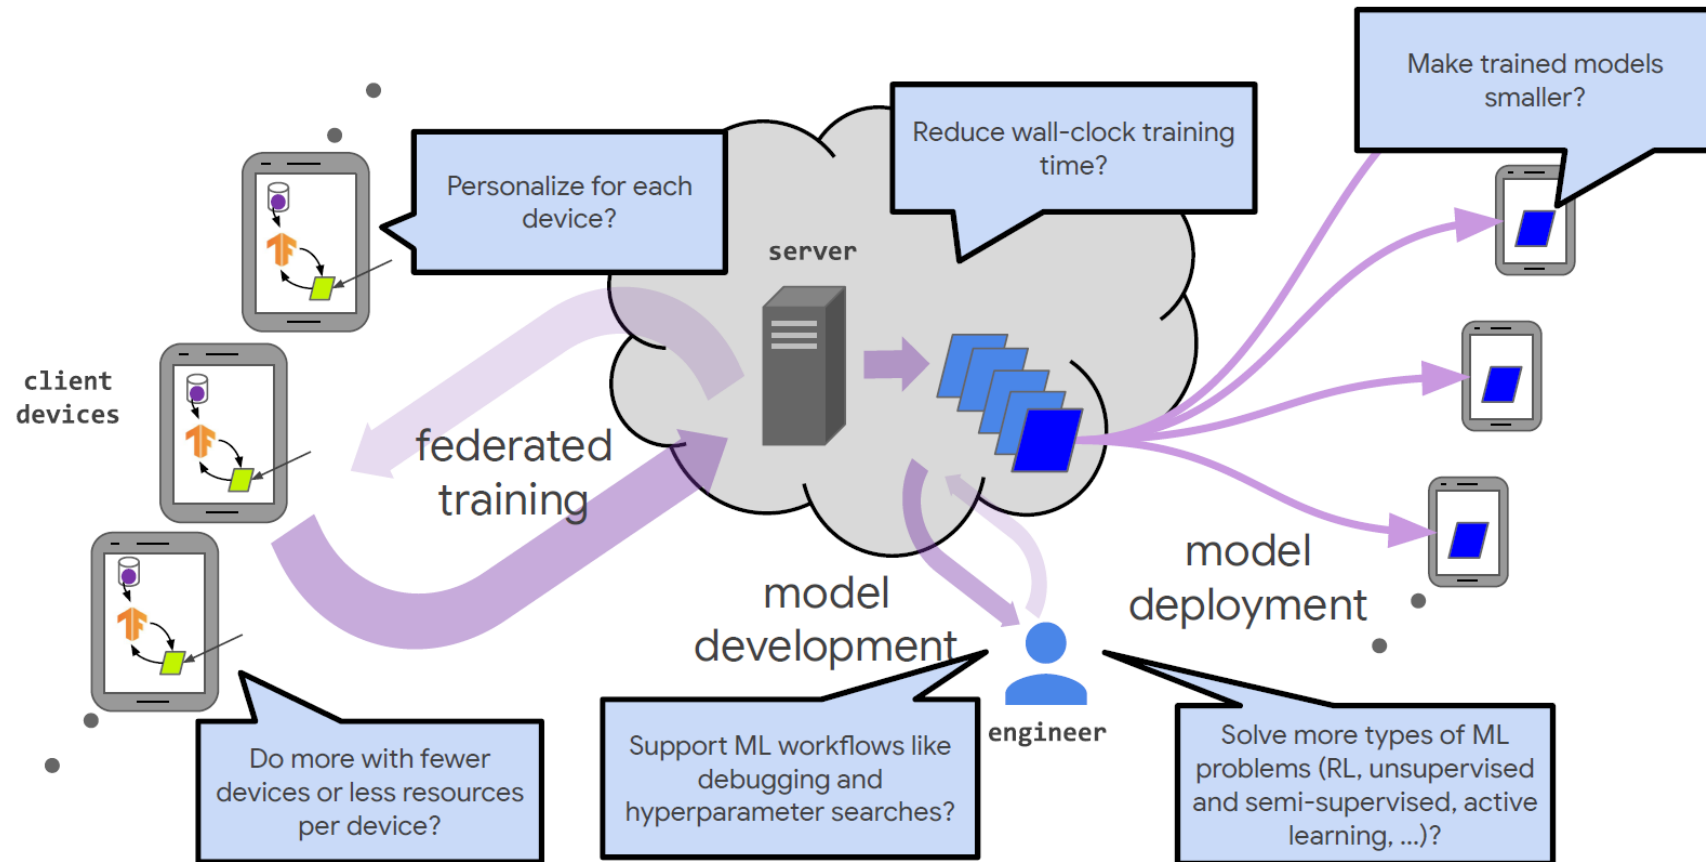 Make trained models
smaller?
Reduce wall-clock training
time?
Personalize for each
device?
server
client
devices
federated
training
model
development
model
deployment
engineer
Do more with fewer
devices or less resources
per device?
Support ML workflows like
debugging and
hyperparameter searches?
Solve more types of ML
problems (RL, unsupervised
and semi-supervised, active
learning, ...)?